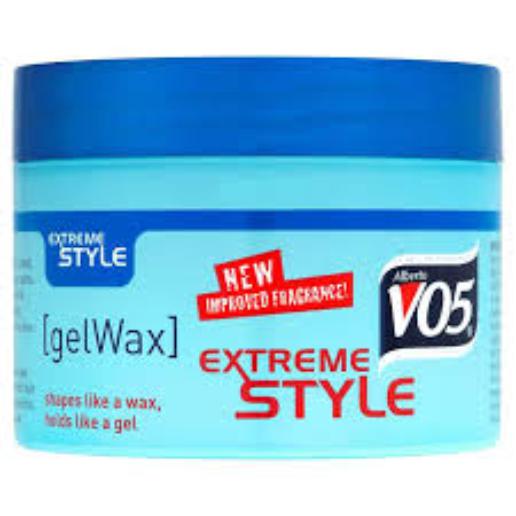 EXTREME
STYLE
NEW
IMPROVED FRAGRANCE!
Alberto
VO5
[gelWax]
EXTREME
STYLE
shapes like a wax,
holds like a gel